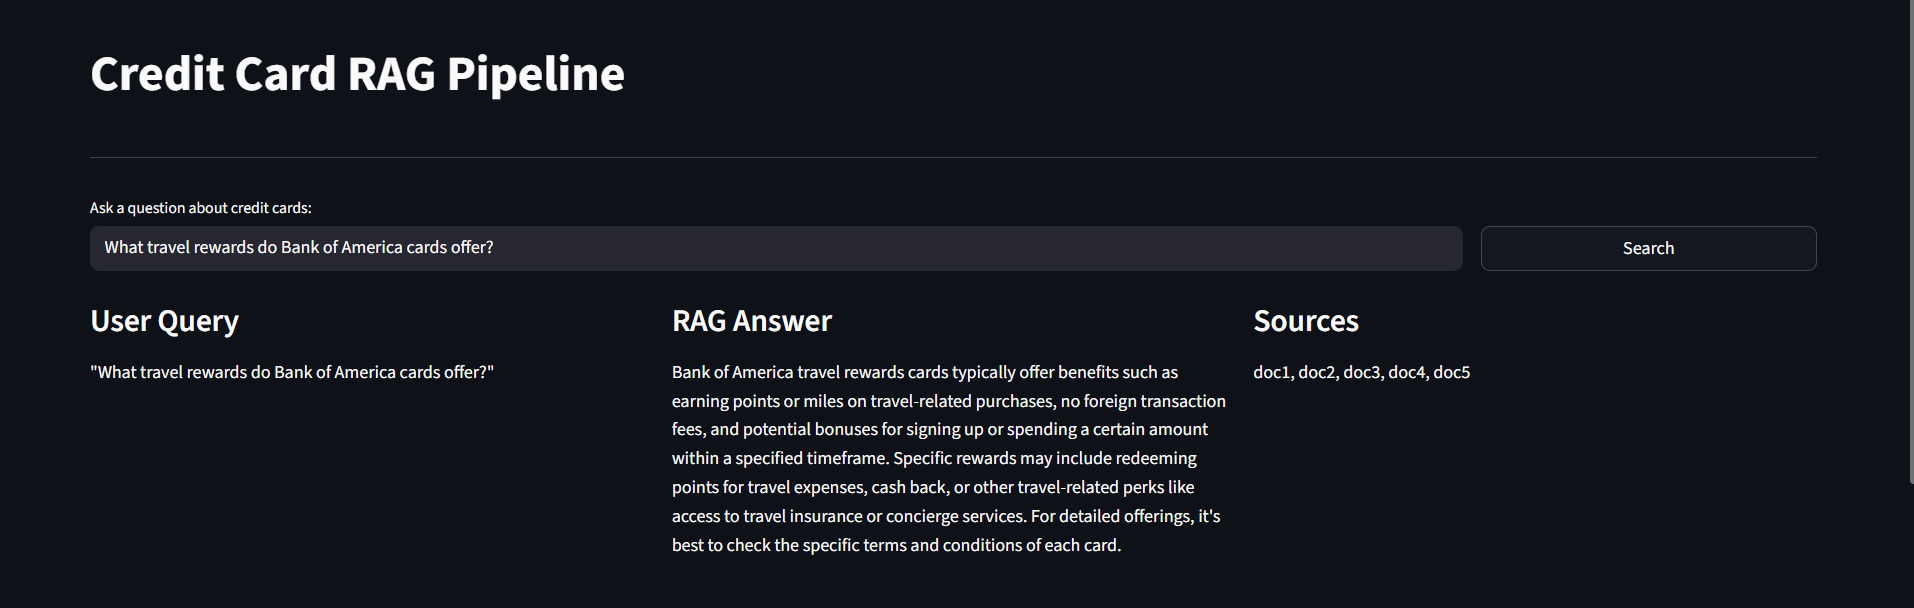 Credit Card RAG Pipeline
Ask a question about credit cards:
What travel rewards do Bank of America cards offer?
Search
User Query
"What travel rewards do Bank of America cards offer?"
RAG Answer
Bank of America travel rewards cards typically offer benefits such as
earning points or miles on travel-related purchases, no foreign transaction
fees, and potential bonuses for signing up or spending a certain amount
within a specified timeframe. Specific rewards may include redeeming
points for travel expenses, cash back, or other travel-related perks like
access to travel insurance or concierge services. For detailed offerings, it's
best to check the specific terms and conditions of each card.
Sources
doc1, doc2, doc3, doc4, doc5